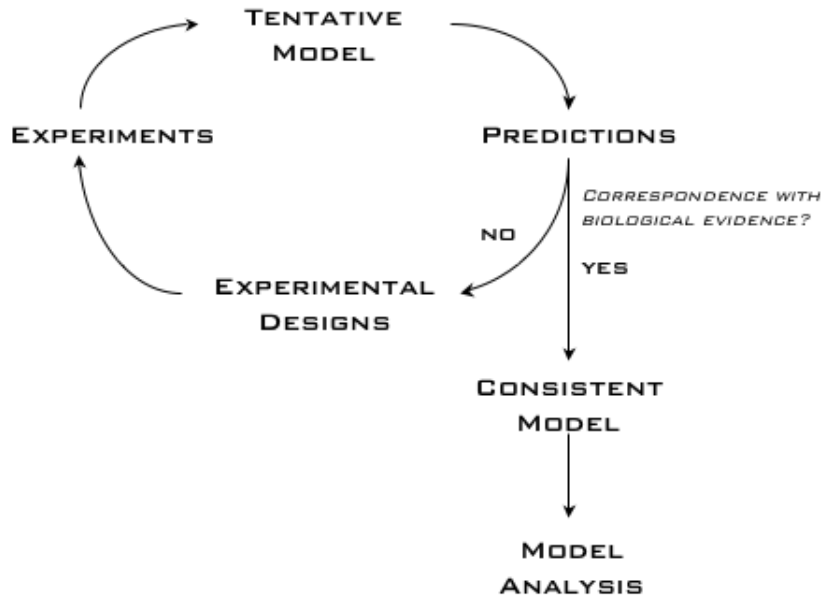 TENTATIVE
MODEL
EXPERIMENTS
PREDICTIONS
CORRESPONDENCE WITH
BIOLOGICAL EVIDENCE?
NO
YES
EXPERIMENTAL
DESIGNS
CONSISTENT
MODEL
MODEL
ANALYSIS